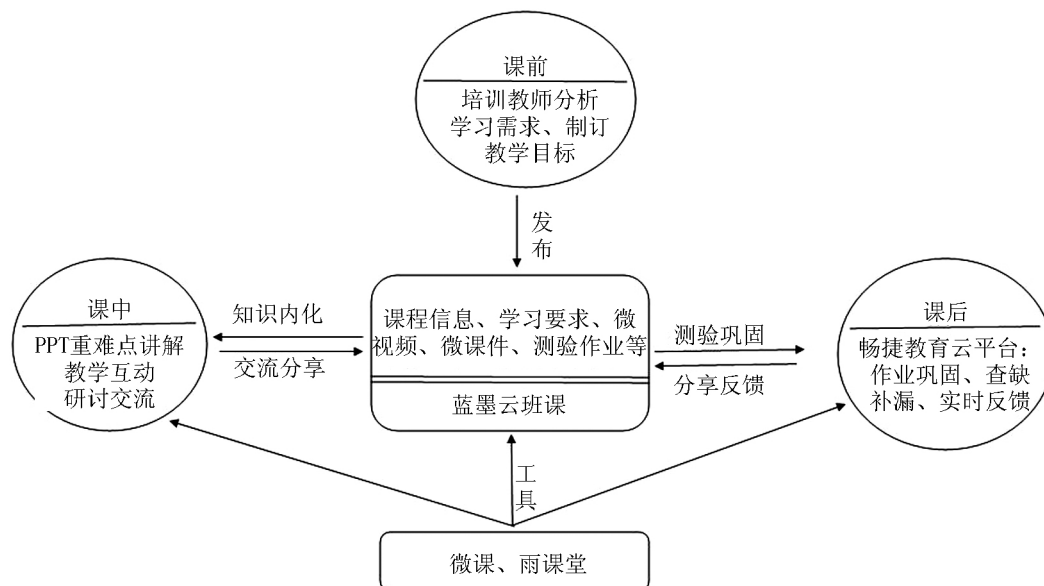 课前
培训教师分析
学习需求、制订
教学目标
发
布
课中
PPT重难点讲解
教学互动
研讨交流
知识内化
交流分享
课程信息、学习要求、微
视频、微课件、测验作业等
蓝墨云班课
测验巩固
分享反馈
课后
畅捷教育云平台：
作业巩固、查缺
补漏、实时反馈
工
具
微课、雨课堂